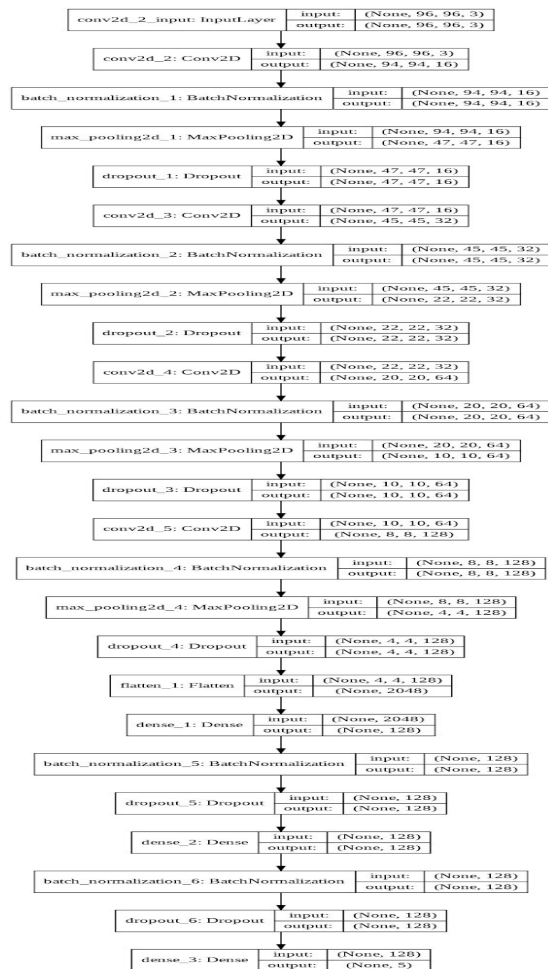 conv2d_2_input: InputLayer input: (None, 96, 96, 3)
output: (None, 96, 96, 3)
conv2d_2: Conv2D input: (None, 96, 96, 3)
output: (None, 94, 94, 16)
batch_normalization_1: BatchNormalization input: (None, 94, 94, 16)
output: (None, 94, 94, 16)
max_pooling2d_1: MaxPooling2D input: (None, 94, 94, 16)
output: (None, 47, 47, 16)
dropout_1: Dropout input: (None, 47, 47, 16)
output: (None, 47, 47, 16)
conv2d_3: Conv2D input: (None, 47, 47, 16)
output: (None, 45, 45, 32)
batch_normalization_2: BatchNormalization input: (None, 45, 45, 32)
output: (None, 45, 45, 32)
max_pooling2d_2: MaxPooling2D input: (None, 45, 45, 32)
output: (None, 22, 22, 32)
dropout_2: Dropout input: (None, 22, 22, 32)
output: (None, 22, 22, 32)
conv2d_4: Conv2D input: (None, 22, 22, 32)
output: (None, 20, 20, 64)
batch_normalization_3: BatchNormalization input: (None, 20, 20, 64)
output: (None, 20, 20, 64)
max_pooling2d_3: MaxPooling2D input: (None, 20, 20, 64)
output: (None, 10, 10, 64)
dropout_3: Dropout input: (None, 10, 10, 64)
output: (None, 10, 10, 64)
conv2d_5: Conv2D input: (None, 10, 10, 64)
output: (None, 8, 8, 128)
batch_normalization_4: BatchNormalization input: (None, 8, 8, 128)
output: (None, 8, 8, 128)
max_pooling2d_4: MaxPooling2D input: (None, 8, 8, 128)
output: (None, 4, 4, 128)
dropout_4: Dropout input: (None, 4, 4, 128)
output: (None, 4, 4, 128)
flatten_1: Flatten input: (None, 4, 4, 128)
output: (None, 2048)
dense_1: Dense input: (None, 2048)
output: (None, 128)
batch_normalization_5: BatchNormalization input: (None, 128)
output: (None, 128)
dropout_5: Dropout input: (None, 128)
output: (None, 128)
dense_2: Dense input: (None, 128)
output: (None, 128)
batch_normalization_6: BatchNormalization input: (None, 128)
output: (None, 128)
dropout_6: Dropout input: (None, 128)
output: (None, 128)
dense_3: Dense input: (None, 128)
output: (None, 5)